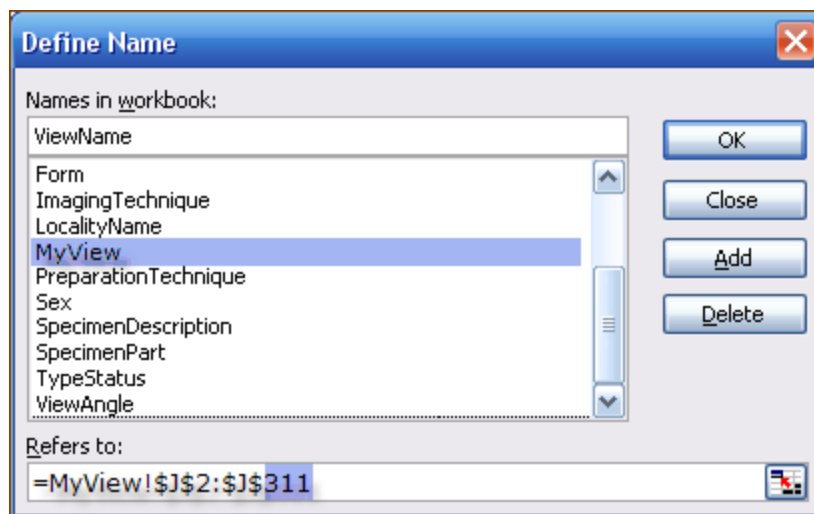 Define Name
Names in workbook:
ViewName
OK
Form
ImagingTechnique
LocalityName
MyView
PreparationTechnique
Sex
SpecimenDescription
SpecimenPart
TypeStatus
ViewAngle
Close
Add
Delete
Refers to:
=MyView!$J$2:$J$311